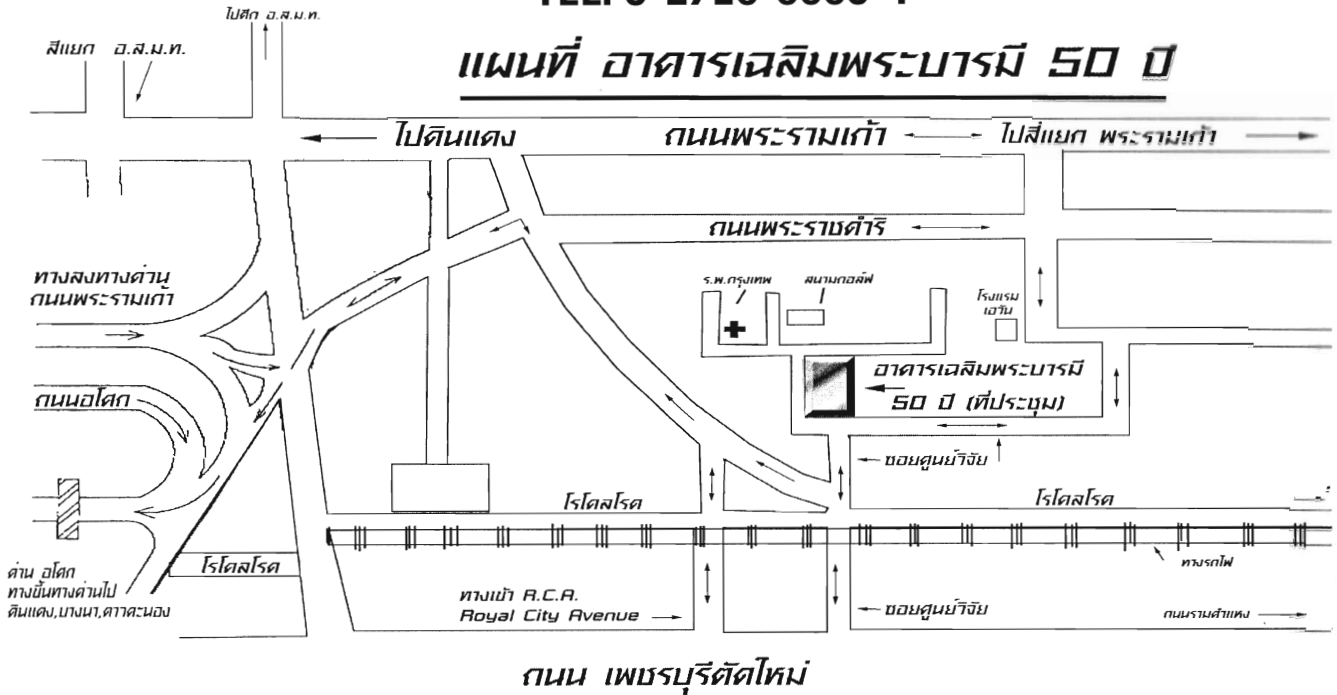 ไปตึก อ.ส.ม.ท.
สี่แยก อ.ส.ม.ท.
แผนที่ อาคารเฉลิมพระบารมี 50 ปี
ไปดินแดง
ถนนพระรามเก้า
ไปสี่แยก พระรามเก้า
ถนนพระราชดำริ
ทางลงทางด่วน
ถนนพระรามเก้า
ร.พ.กรุงเทพ
สนามกอล์ฟ
โรงแรม
เอวัน
อาคารเฉลิมพระบารมี
50 ปี (ที่ประชุม)
ถนนอโศก
ซอยศูนย์วิจัย
โรโคลโรค
โรโคลโรค
ทางรถไฟ
ด่าน อโศก
ทางขึ้นทางด่วนไป
ดินแดง,บางนา,ดาวคะนอง
โรโคลโรค
ทางเข้า R.C.A.
Royal City Avenue
ซอยศูนย์วิจัย
ถนนรามคำแหง
ถนน เพชรบุรีตัดใหม่